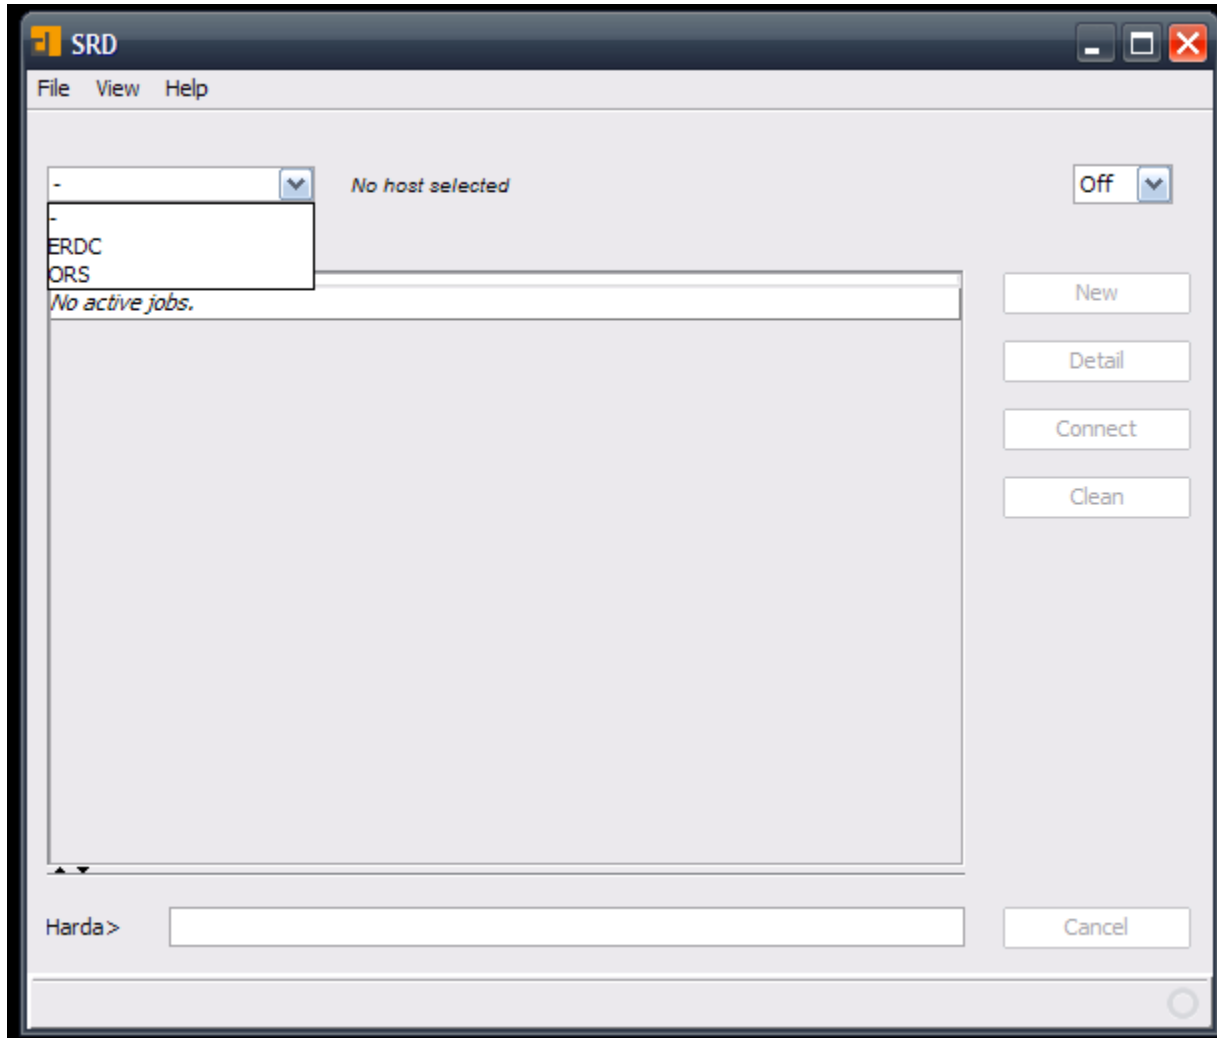 SRD
File View Help
- No host selected Off
-
ERDC
ORS
No active jobs.
New
Detail
Connect
Clean
Harda> Cancel